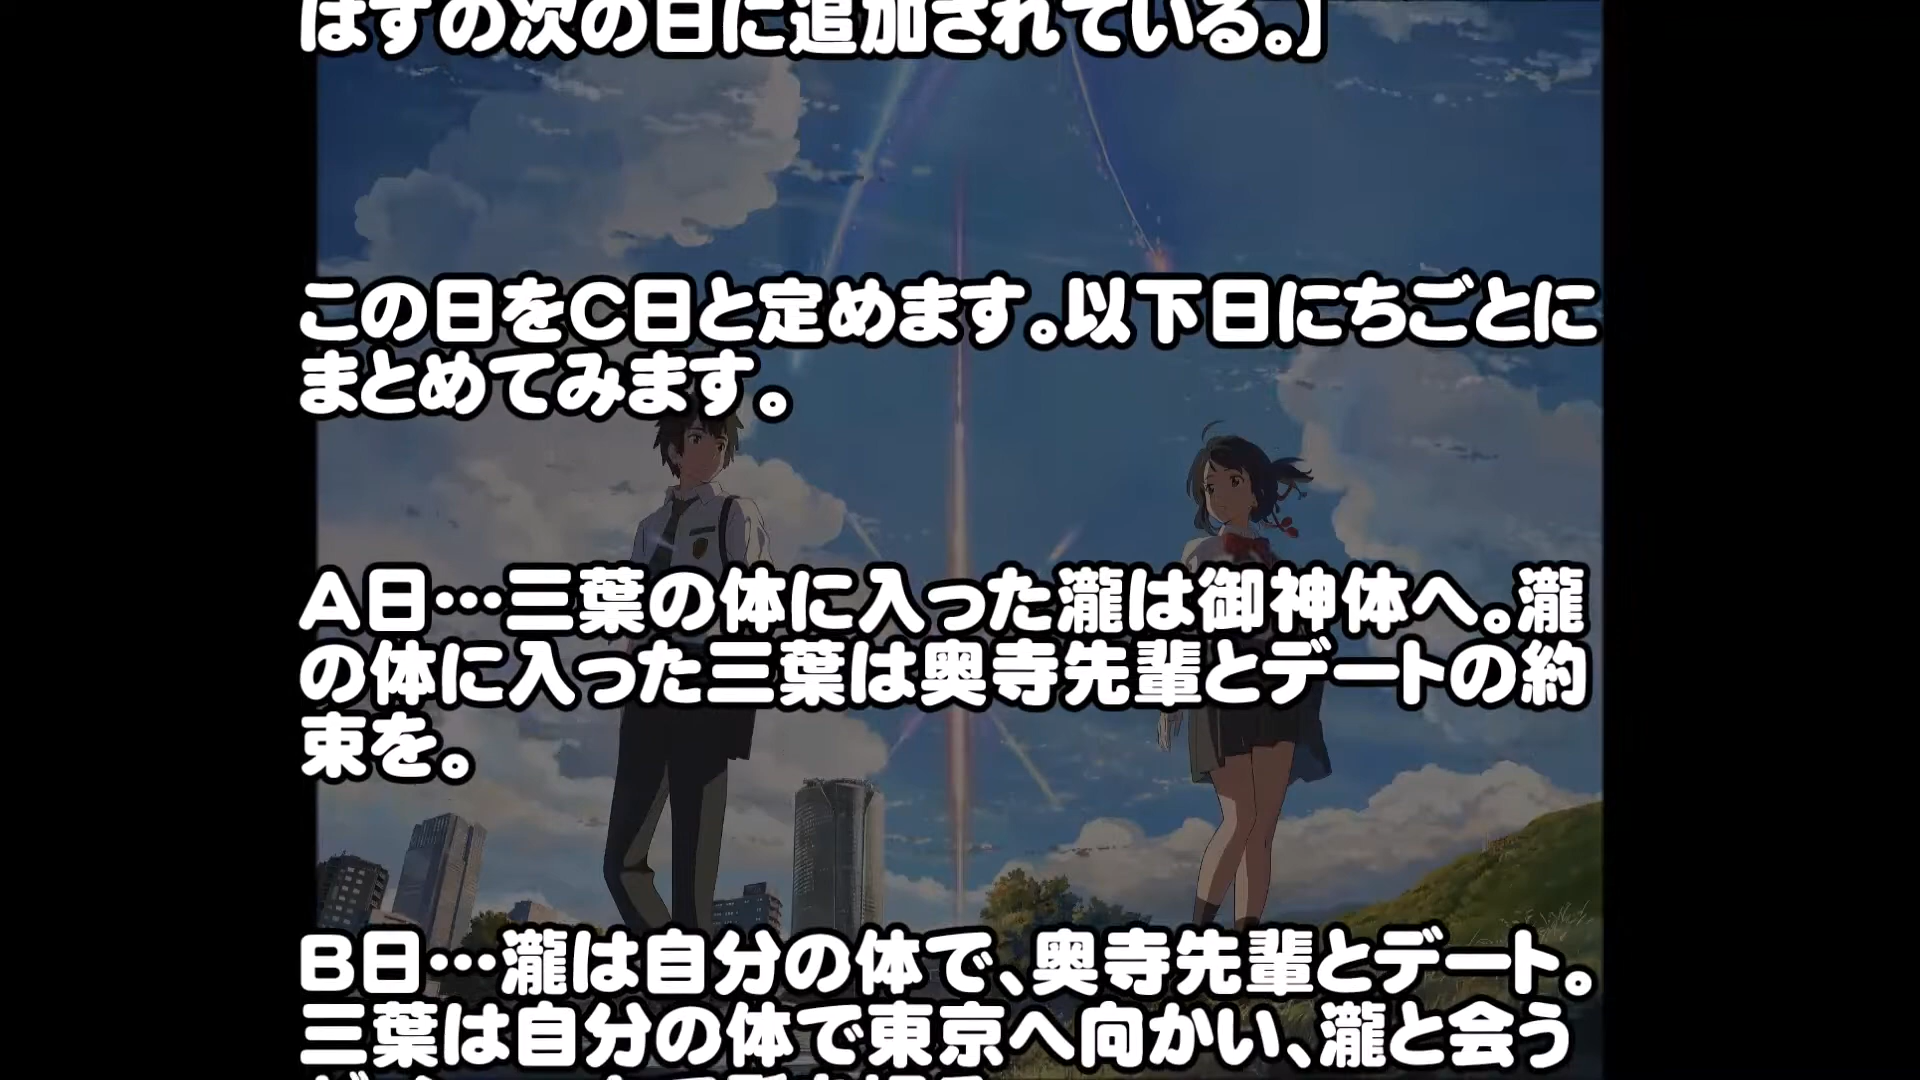 はずの次の日に追加されている。】
この日をC日と定めます。以下日にちごとに
まとめてみます。
A日…三葉の体に入った瀧は御神体へ。瀧
の体に入った三葉は奥寺先輩とデートの約
束を。
B日…瀧は自分の体で、奥寺先輩とデート。
三葉は自分の体で東京へ向かい、瀧と会う